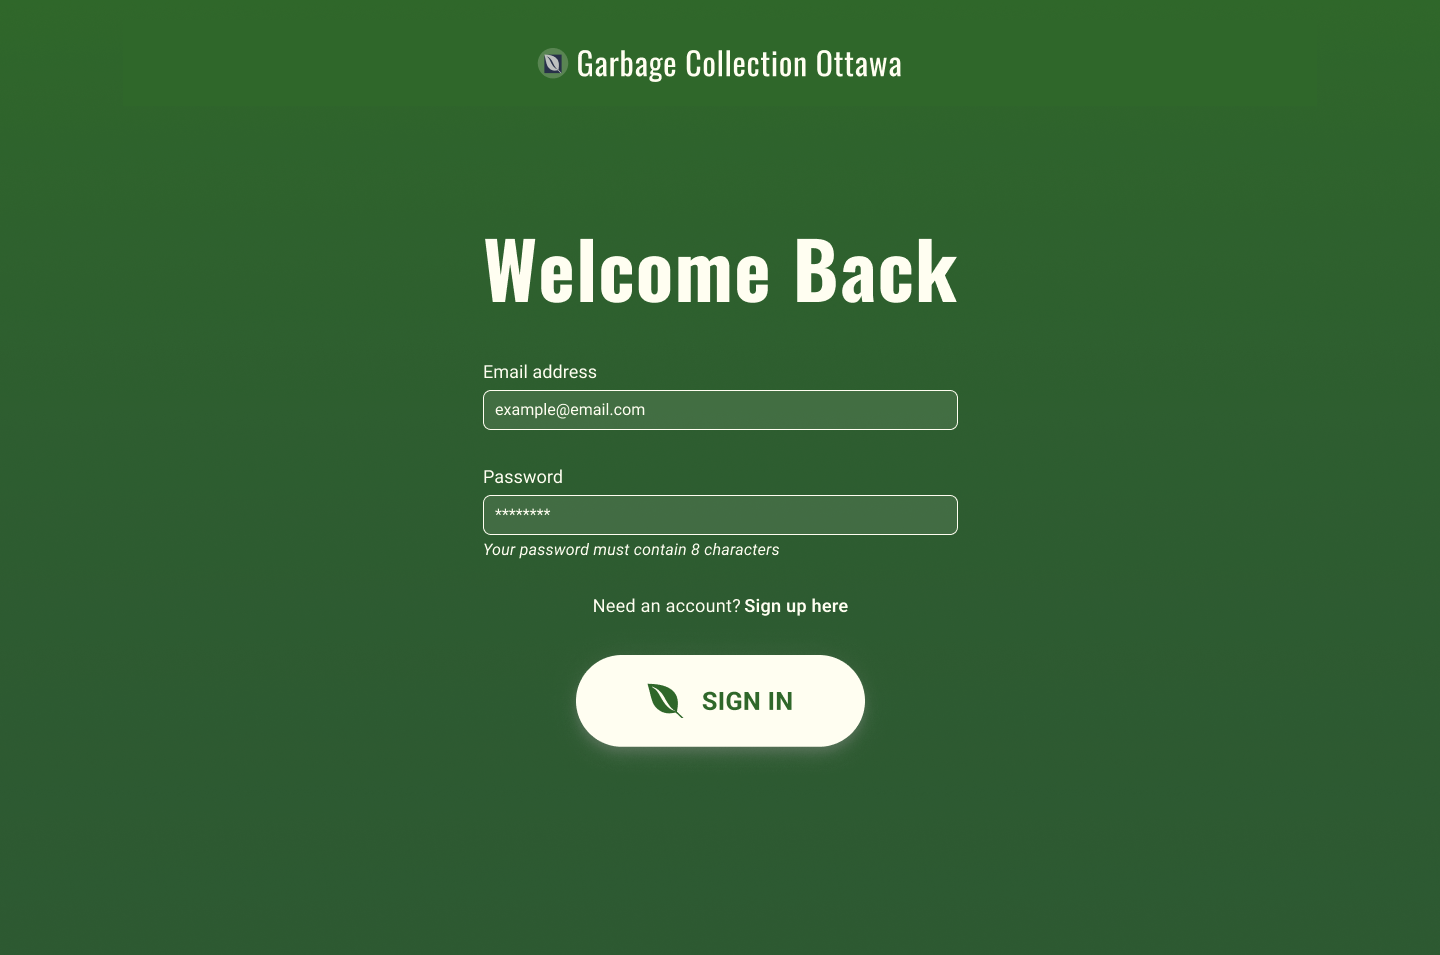 Garbage Collection Ottawa
Welcome Back
Email address
example@email.com
Password
********
Your password must contain 8 characters
Need an account? Sign up here
SIGN IN